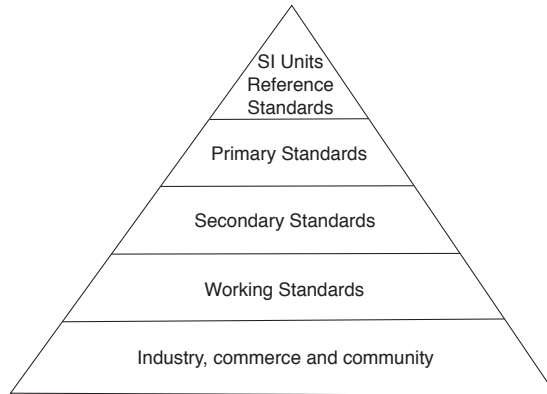 SI Units
Reference
Standards
Primary Standards
Secondary Standards
Working Standards
Industry, commerce and community